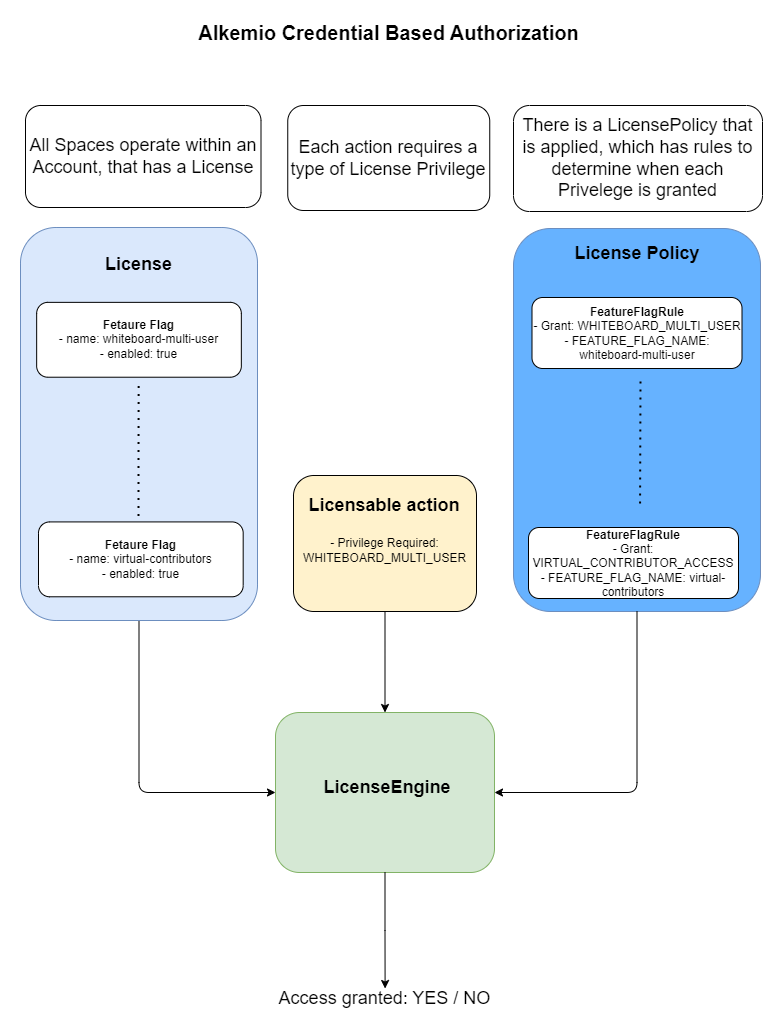 Alkemio Credential Based Authorization
All Spaces operate within an
Account, that has a License
Each action requires a
type of License Privilege
There is a LicensePolicy that
is applied, which has rules to
determine when each
Privelege is granted
License
Fetaure Flag
- name: whiteboard-multi-user
- enabled: true
Fetaure Flag
- name: virtual-contributors
- enabled: true
Licensable action
- Privilege Required:
WHITEBOARD_MULTI_USER
License Policy
FeatureFlagRule
- Grant: WHITEBOARD_MULTI_USER
- FEATURE_FLAG_NAME:
whiteboard-multi-user
FeatureFlagRule
- Grant:
VIRTUAL_CONTRIBUTOR_ACCESS
- FEATURE_FLAG_NAME: virtual-
contributors
LicenseEngine
Access granted: YES / NO